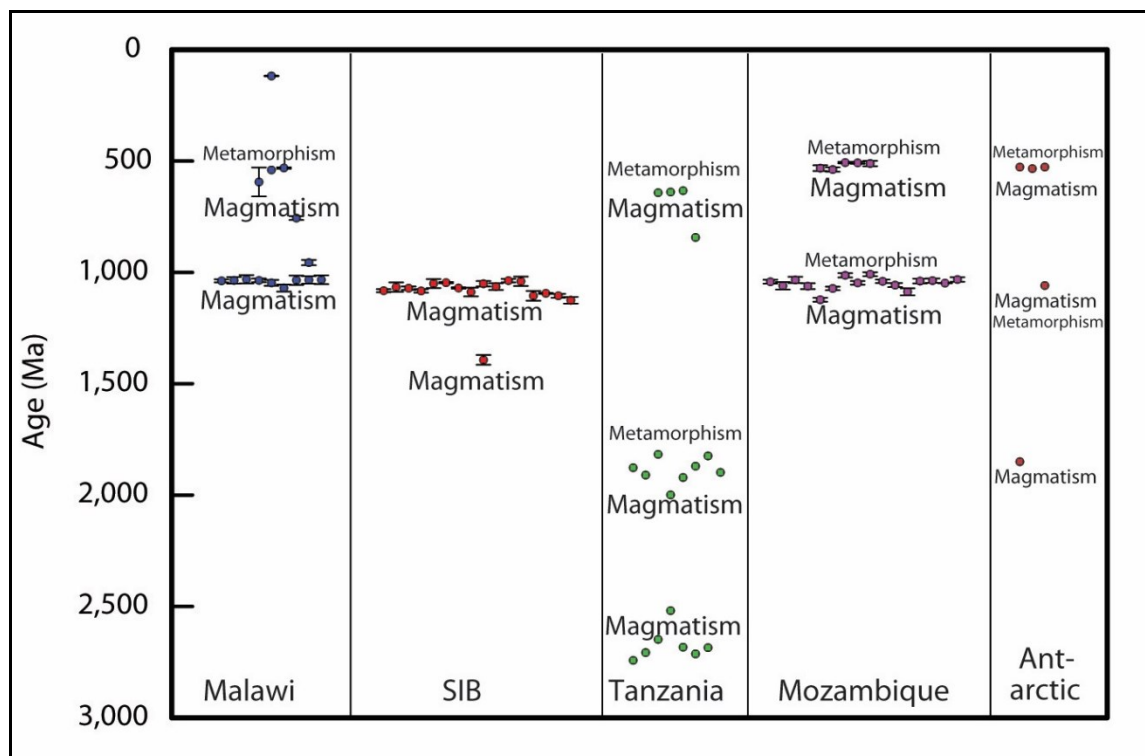 0
500
1,000
1,500
2,000
2,500
3,000
Age (Ma)
Metamorphism
Magmatism
Magmatism
Malawi
Magmatism
Magmatism
SIB
Metamorphism
Magmatism
Metamorphism
Magmatism
Magmatism
Tanzania
Metamorphism
Magmatism
Metamorphism
Magmatism
Mozambique
Metamorphism
Magmatism
Magmatism
Metamorphism
Magmatism
Ant-
arctic